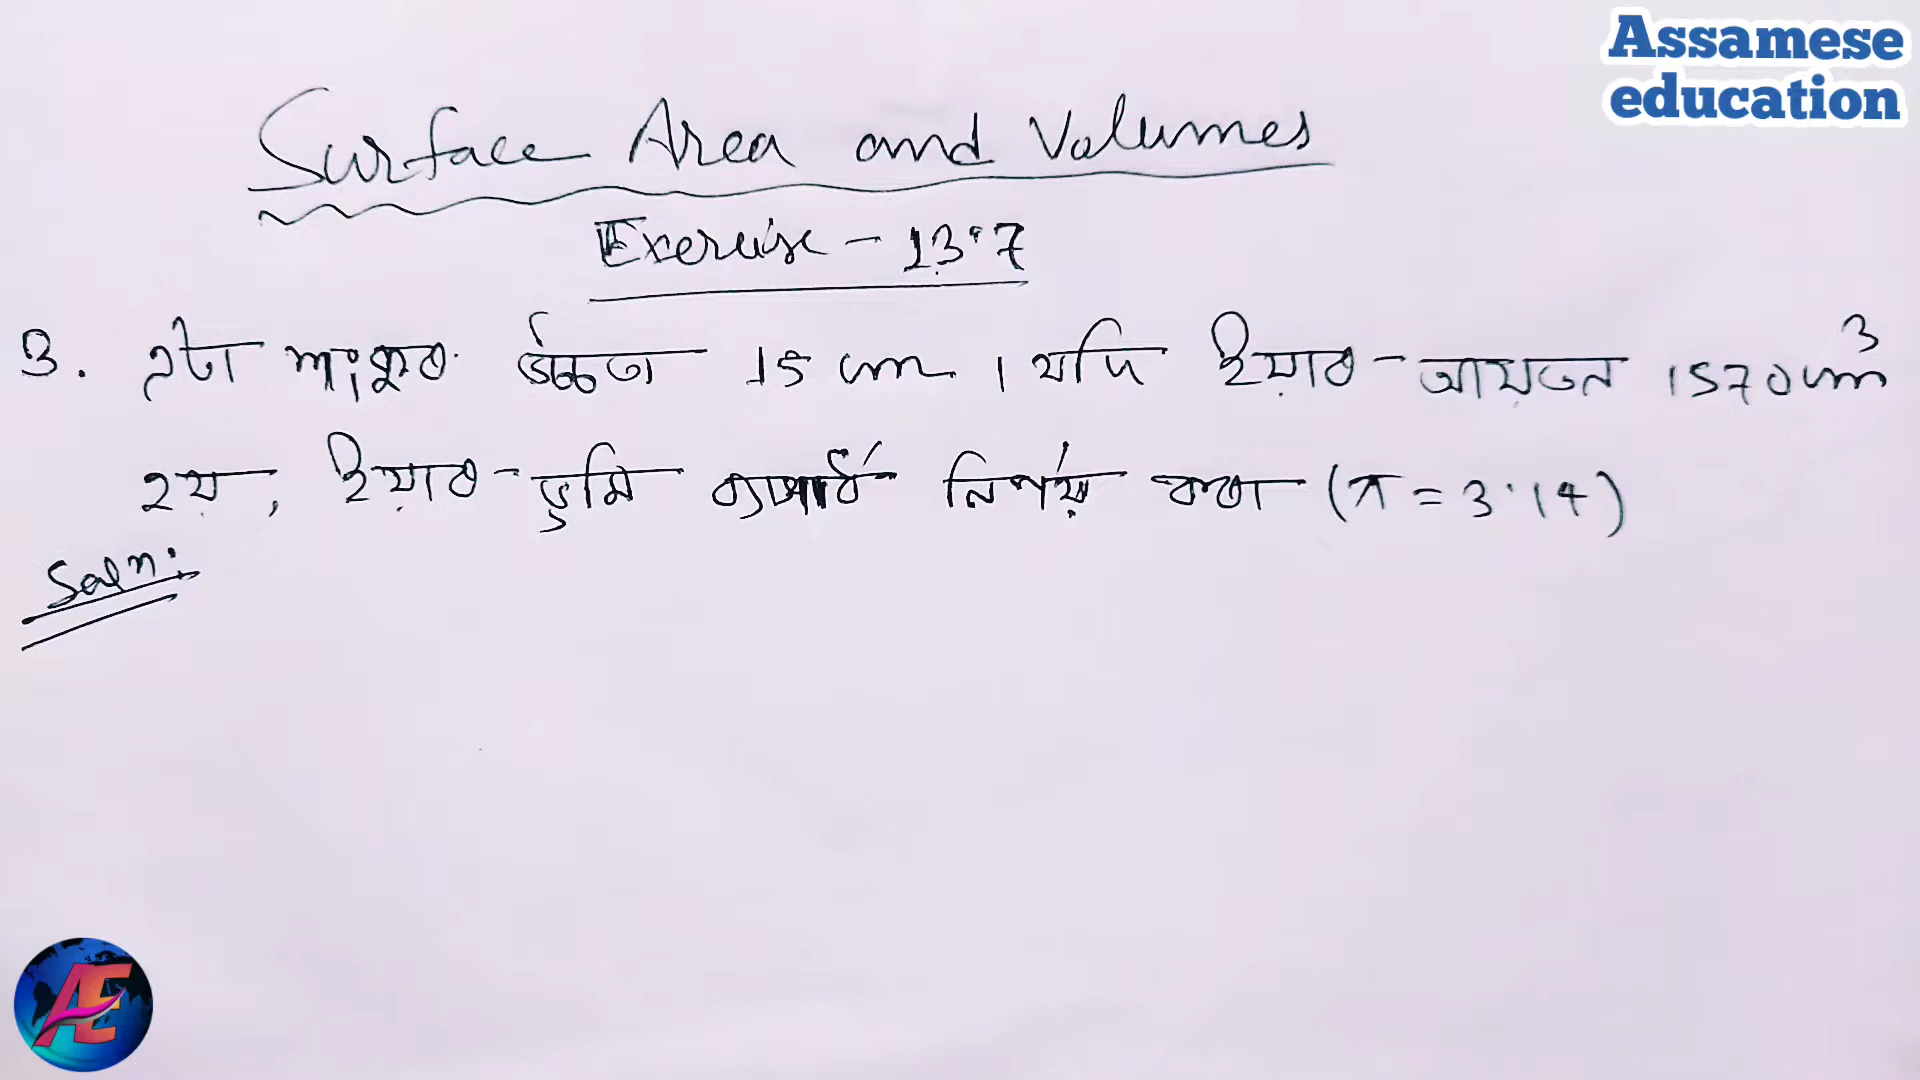 Assamese
education
Surface Area and Volumes
Exercise - 13.7
3. এটা শংকুৰ উচ্চতা 15 cm । যদি ইয়াৰ আয়তন 1570 cm³
হয়, ইয়াৰ ভূমি ব্যাসাৰ্ধ নিৰ্ণয় কৰা (π = 3.14)
Solⁿ:
AE